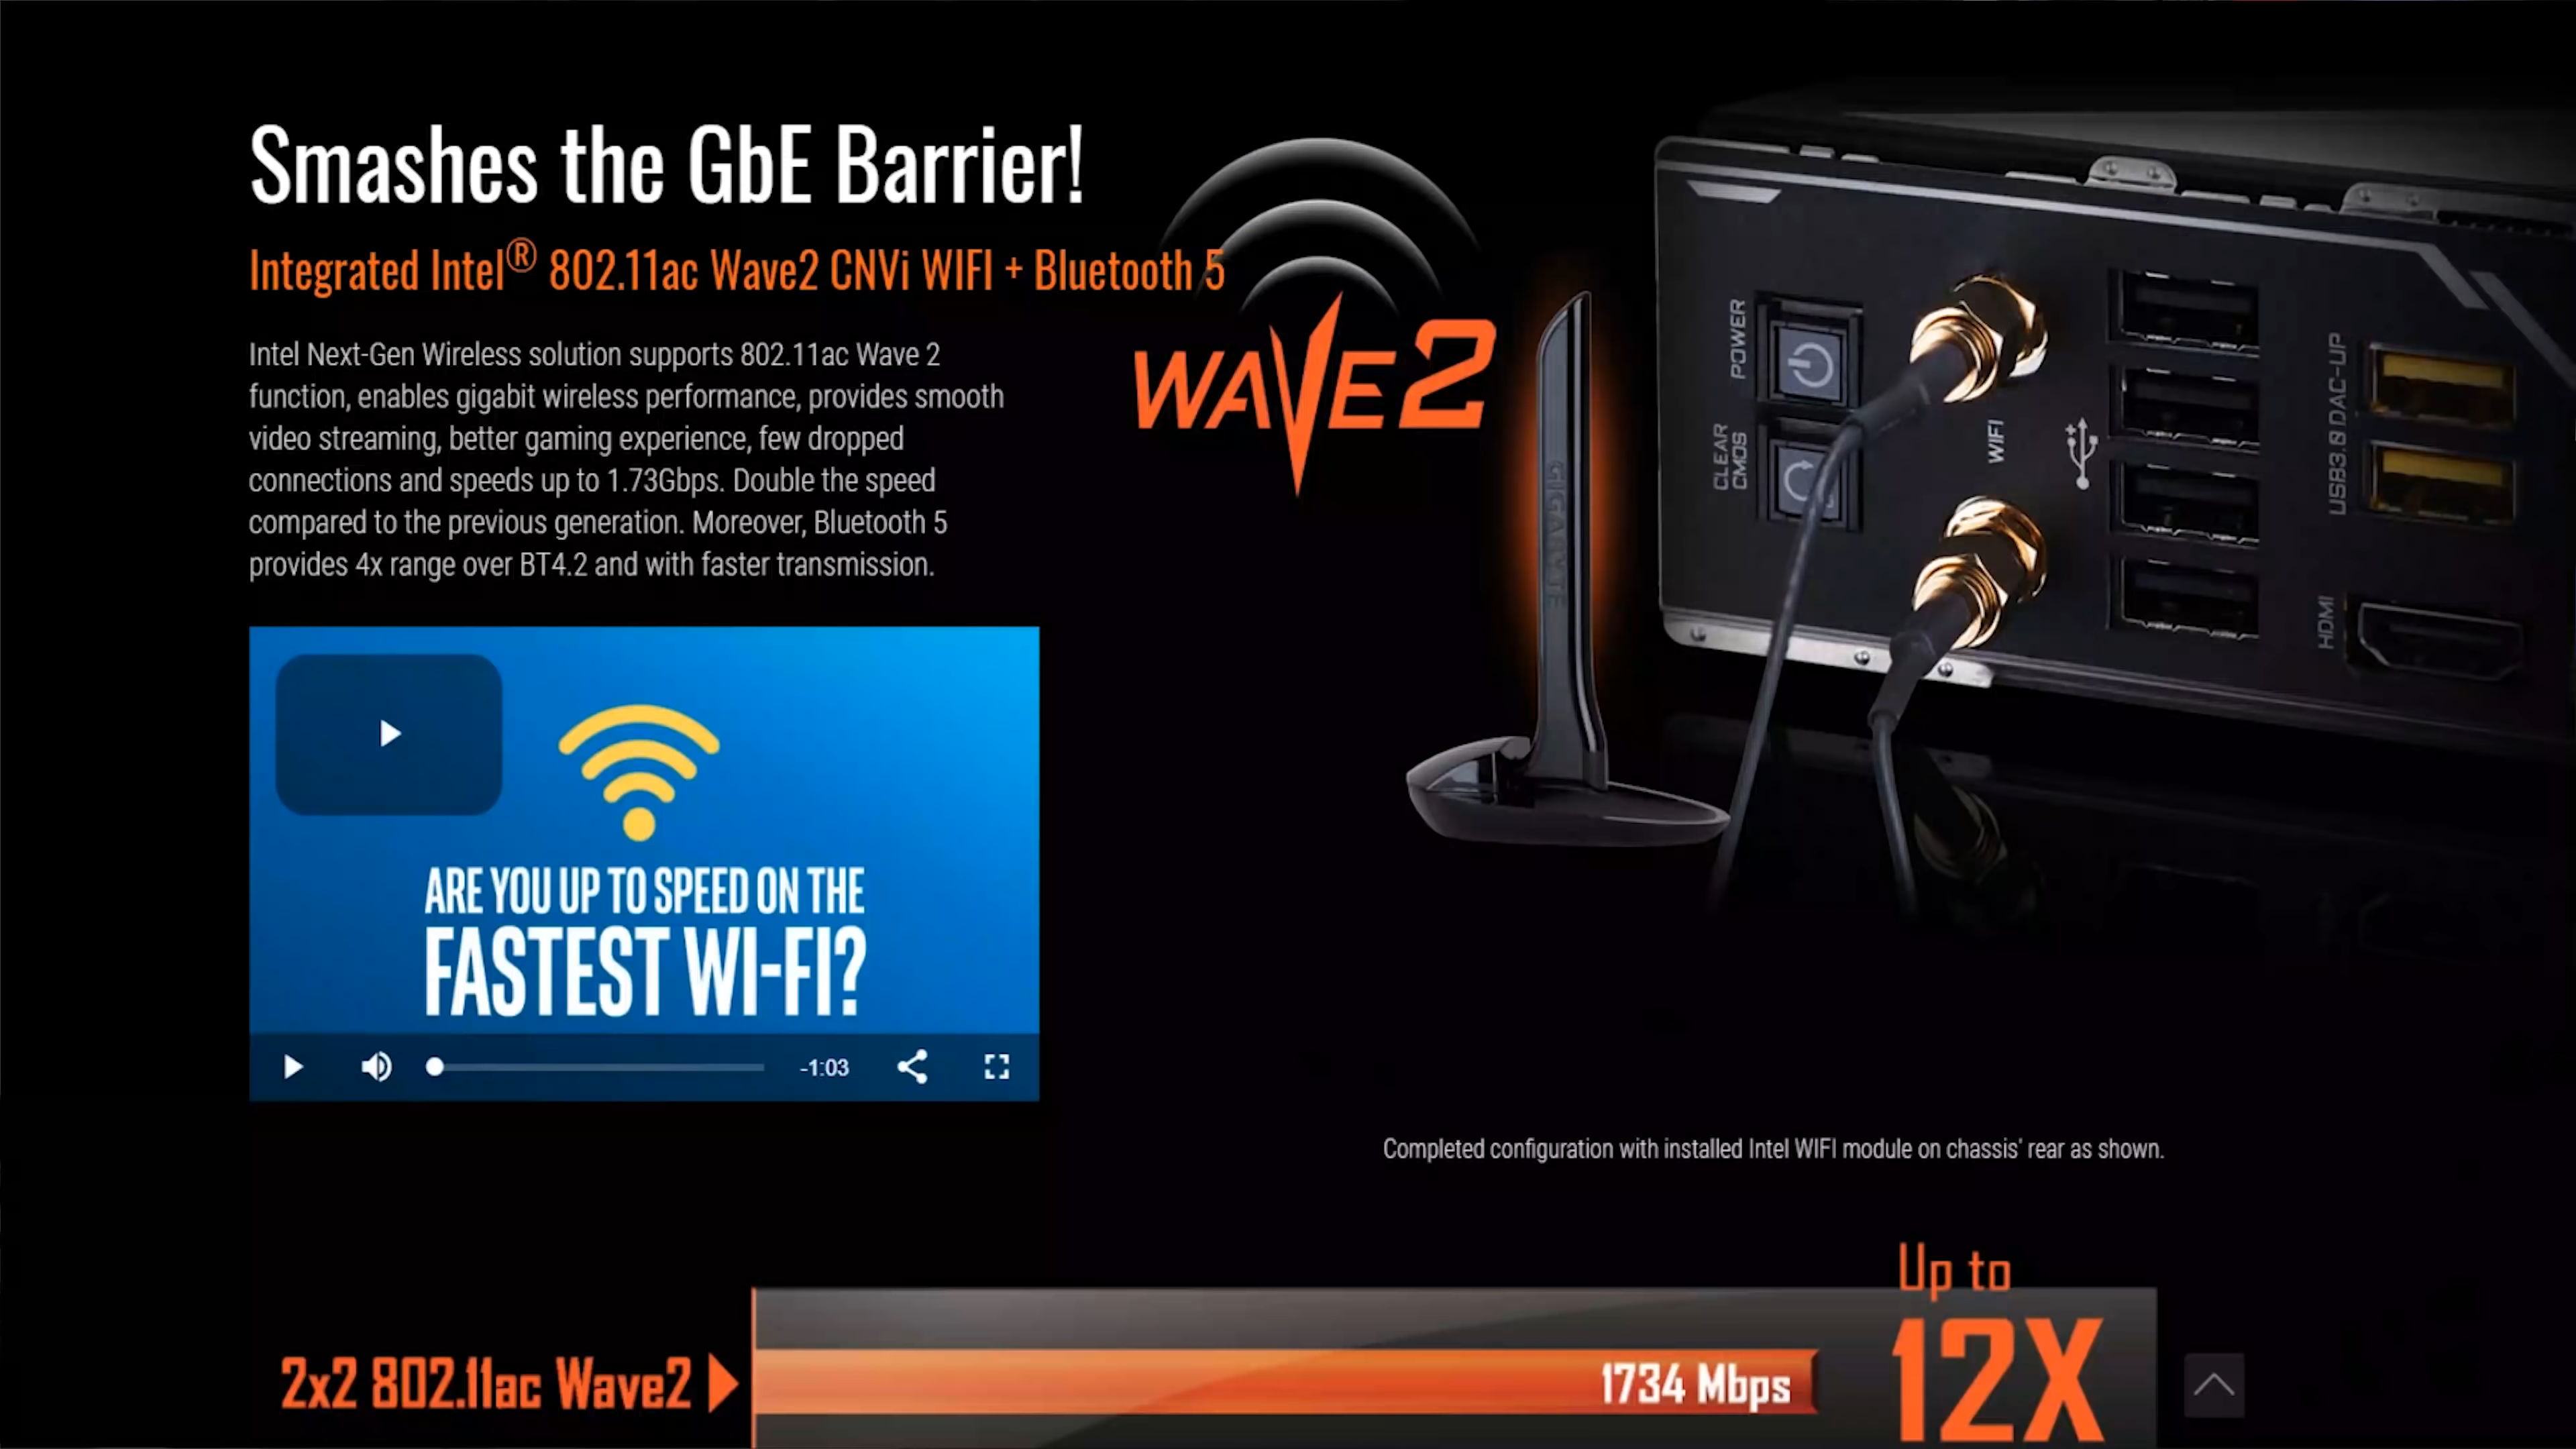 Smashes the GbE Barrier!
Integrated Intel® 802.11ac Wave2 CNVi WIFI + Bluetooth 5
Intel Next-Gen Wireless solution supports 802.11ac Wave 2
function, enables gigabit wireless performance, provides smooth
video streaming, better gaming experience, few dropped
connections and speeds up to 1.73Gbps. Double the speed
compared to the previous generation. Moreover, Bluetooth 5
provides 4x range over BT4.2 and with faster transmission.
WAVE2
GIGABYTE
POWER
CLEAR
CMOS
WIFI
USB3.0 DAC-UP
HDMI
ARE YOU UP TO SPEED ON THE
FASTEST WI-FI?
-1:03
Completed configuration with installed Intel WIFI module on chassis' rear as shown.
Up to
12X
2x2 802.11ac Wave2
1734 Mbps